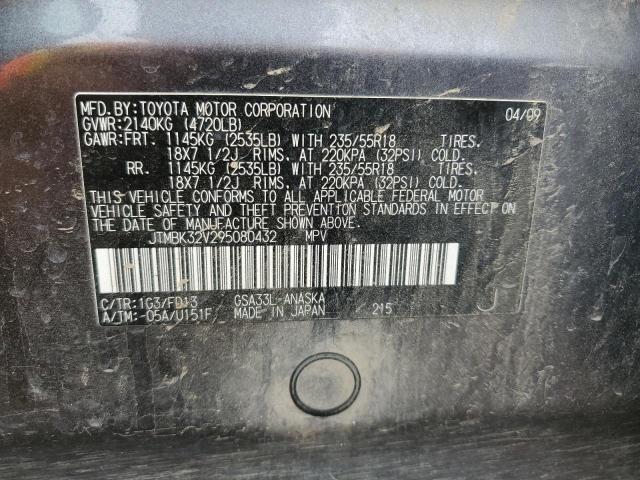 MFD.BY:TOYOTA MOTOR CORPORATION 04/09
GVWR:2140KG (4720LB)
GAWR:FRT. 1145KG (2535LB) WITH 235/55R18 TIRES.
18X7 1/2J RIMS. AT 220KPA (32PSI) COLD.
RR. 1145KG (2535LB) WITH 235/55R18 TIRES.
18X7 1/2J RIMS. AT 220KPA (32PSI) COLD.
THIS VEHICLE CONFORMS TO ALL APPLICABLE FEDERAL MOTOR
VEHICLE SAFETY AND THEFT PREVENTION STANDARDS IN EFFECT ON
THE DATE OF MANUFACTURE SHOWN ABOVE.
JTMBK32V295080432 MPV
C/TR:1G3/FD13 GSA33L-ANASKA
A/TM:-05A/U151F MADE IN JAPAN 215